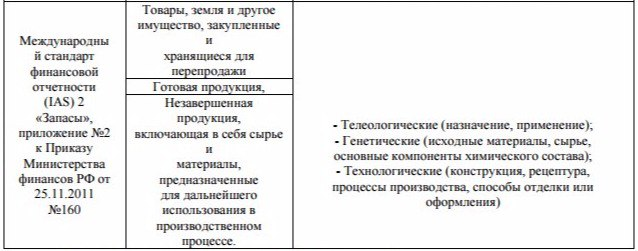 Международны
й стандарт
финансовой
отчетности
(IAS) 2
«Запасы»,
приложение №2
к Приказу
Министерства
финансов РФ от
25.11.2011
№160
Товары, земля и другое
имущество, закупленные
и
хранящиеся для
перепродажи
Готовая продукция,
Незавершенная
продукция,
включающая в себя сырье
и
материалы,
предназначенные
для дальнейшего
использования в
производственном
процессе.
- Телеологические (назначение, применение);
- Генетические (исходные материалы, сырье,
основные компоненты химического состава);
- Технологические (конструкция, рецептура,
процессы производства, способы отделки или
оформления)